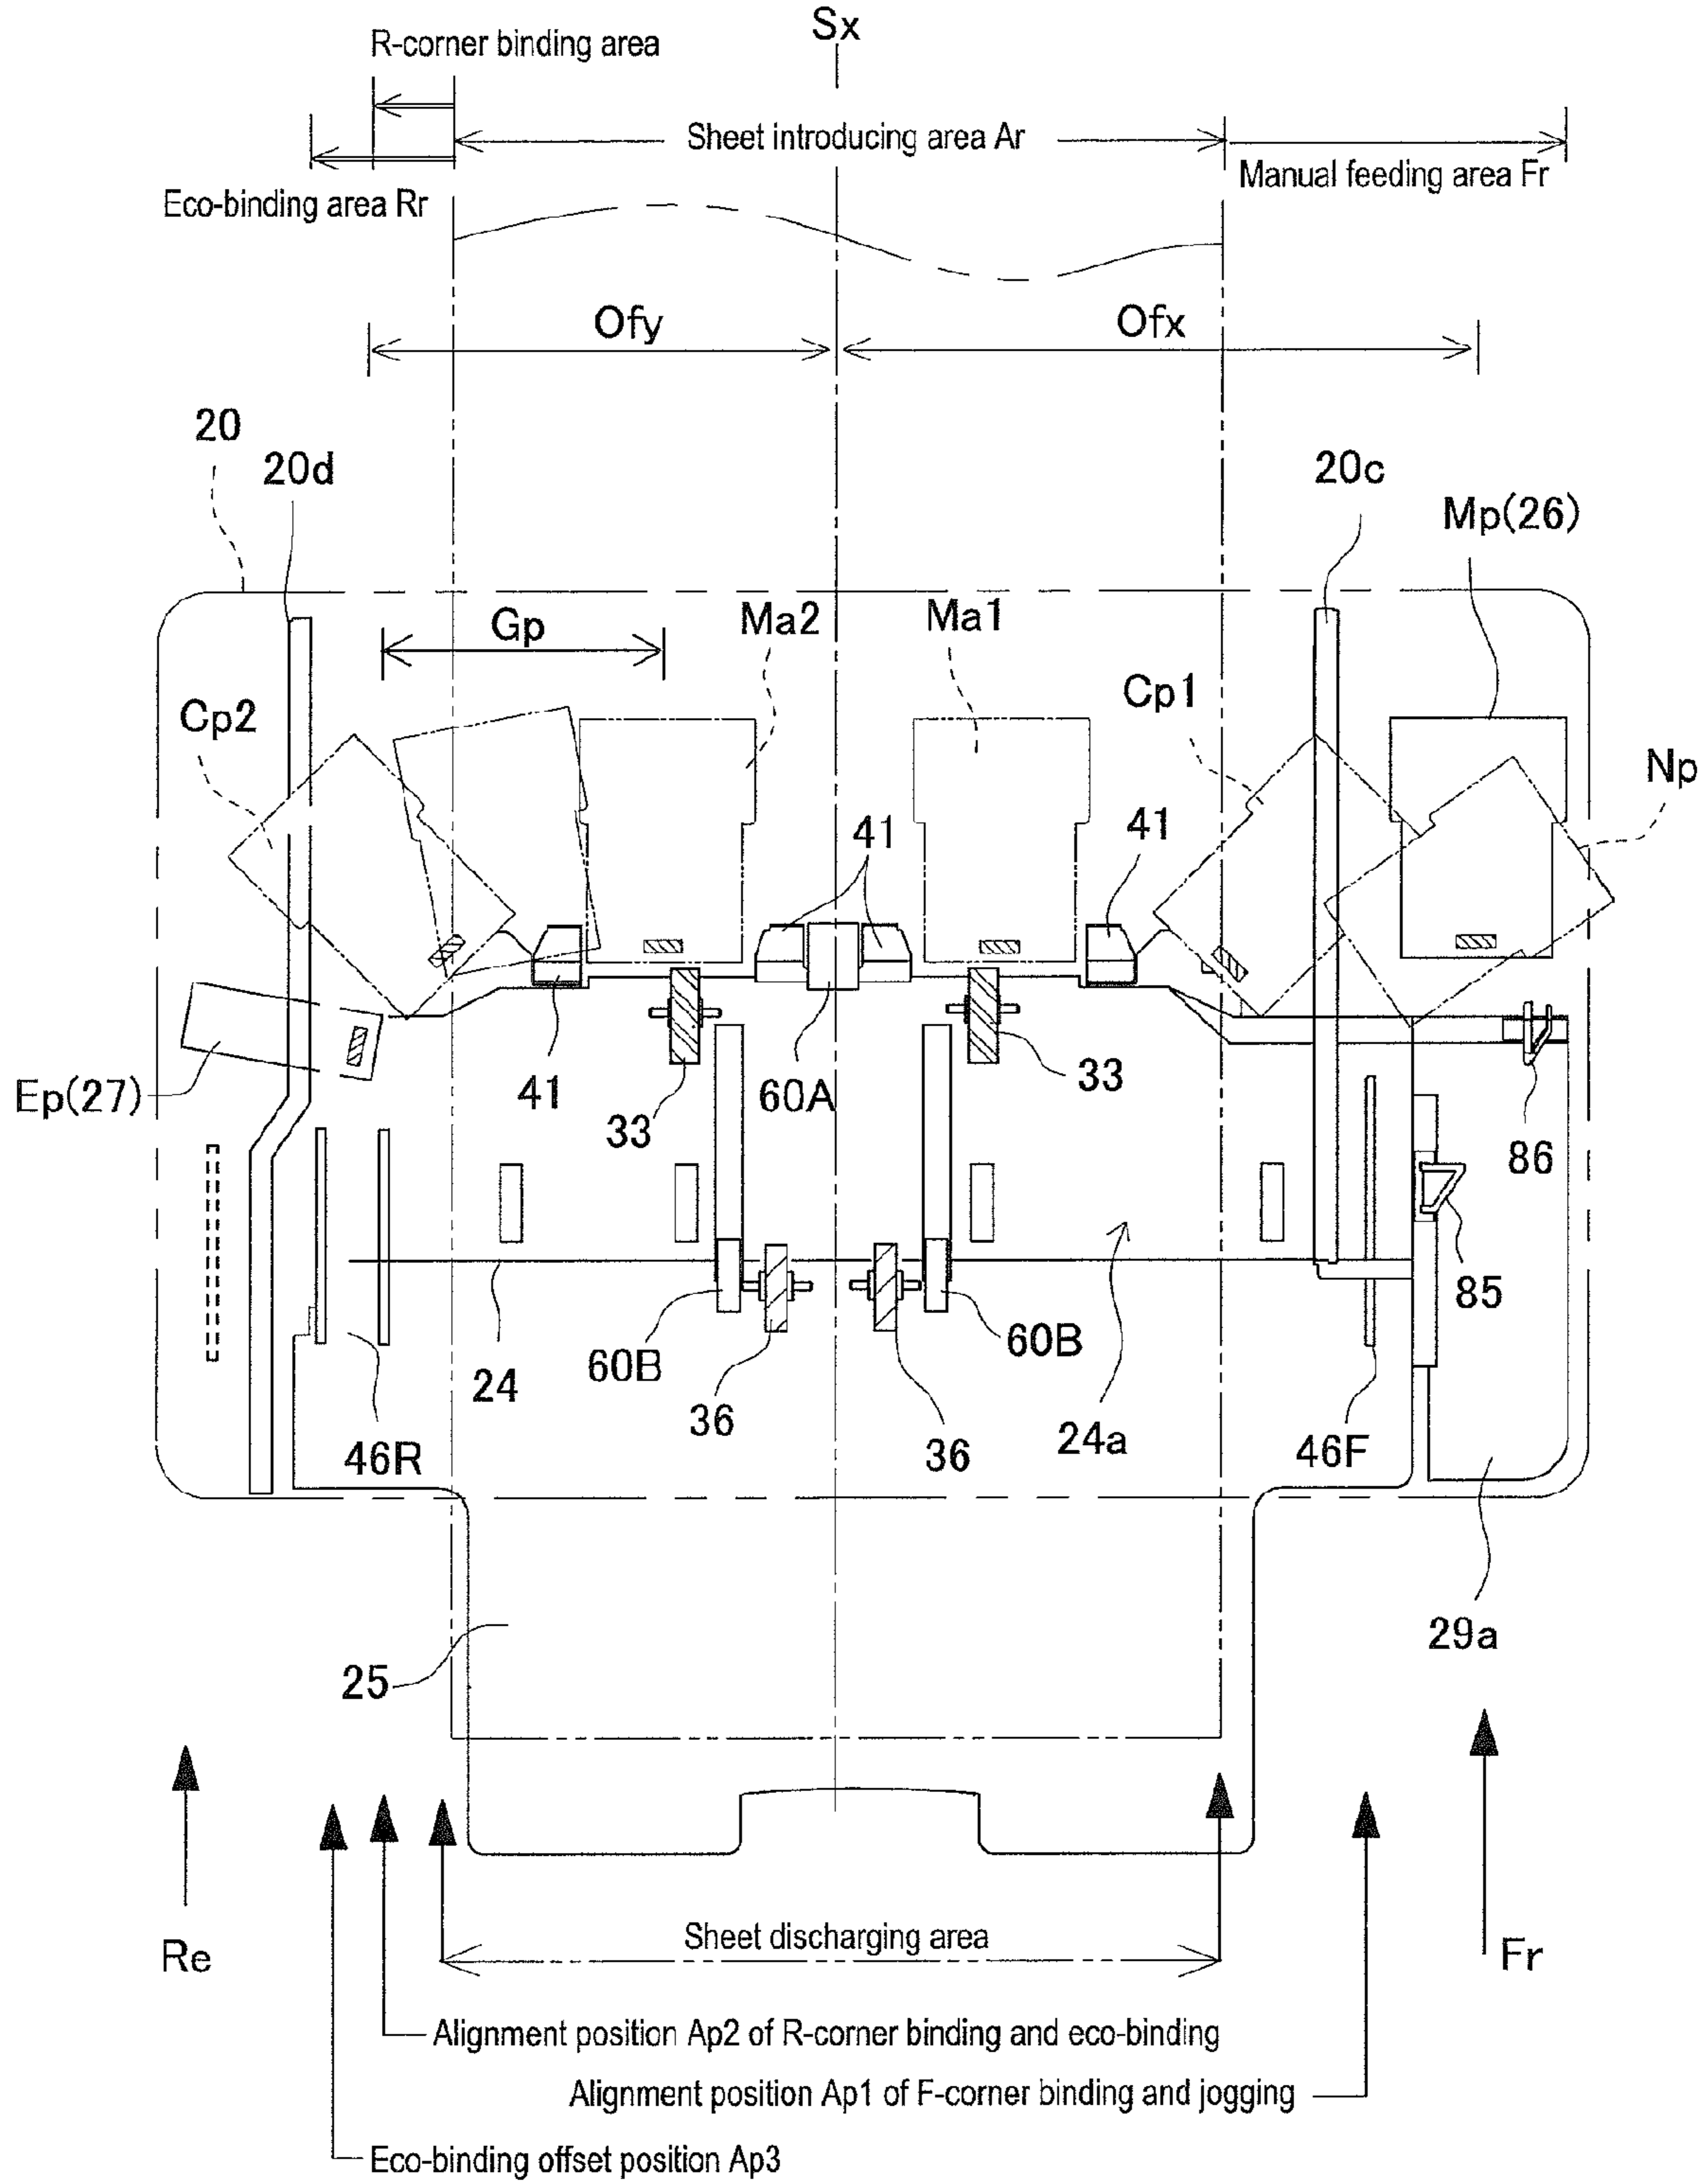 Sx
R-corner binding area
Sheet introducing area Ar
Manual feeding area Fr
Eco-binding area Rr
Ofy
Ofx
20
20d
20c
Mp(26)
Gp
Ma2
Ma1
Cp2
Cp1
Np
41
41
Ep(27)
41
33
60A
33
86
85
24
60B
36
36
60B
24a
46R
46F
25
29a
Re
Sheet discharging area
Fr
Alignment position Ap2 of R-corner binding and eco-binding
Alignment position Ap1 of F-corner binding and jogging
Eco-binding offset position Ap3